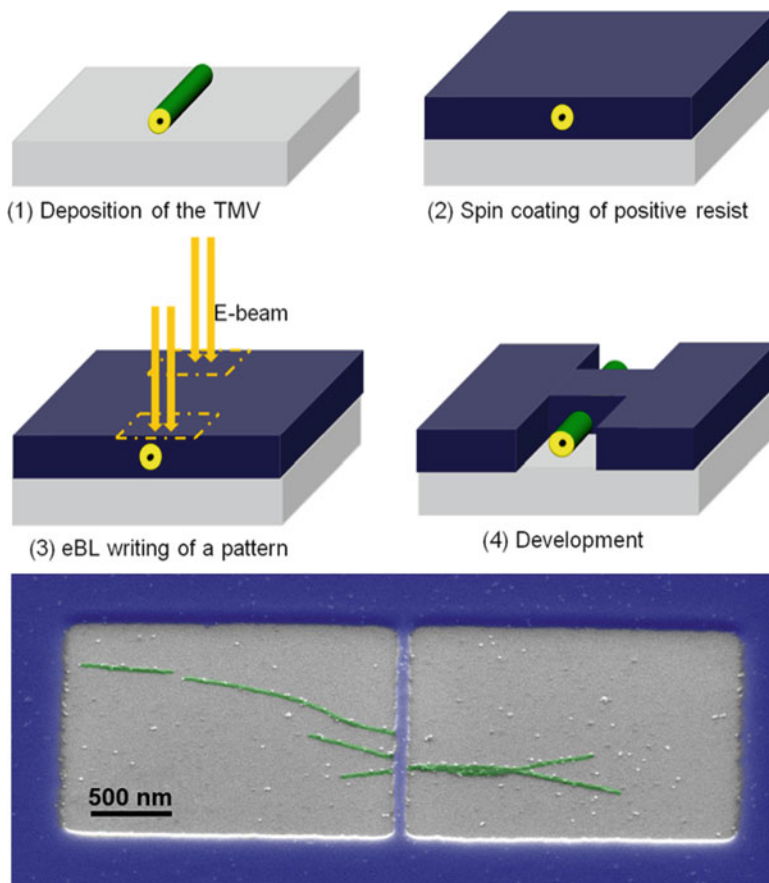 (1) Deposition of the TMV
(2) Spin coating of positive resist
E-beam
(3) eBL writing of a pattern
(4) Development
500 nm